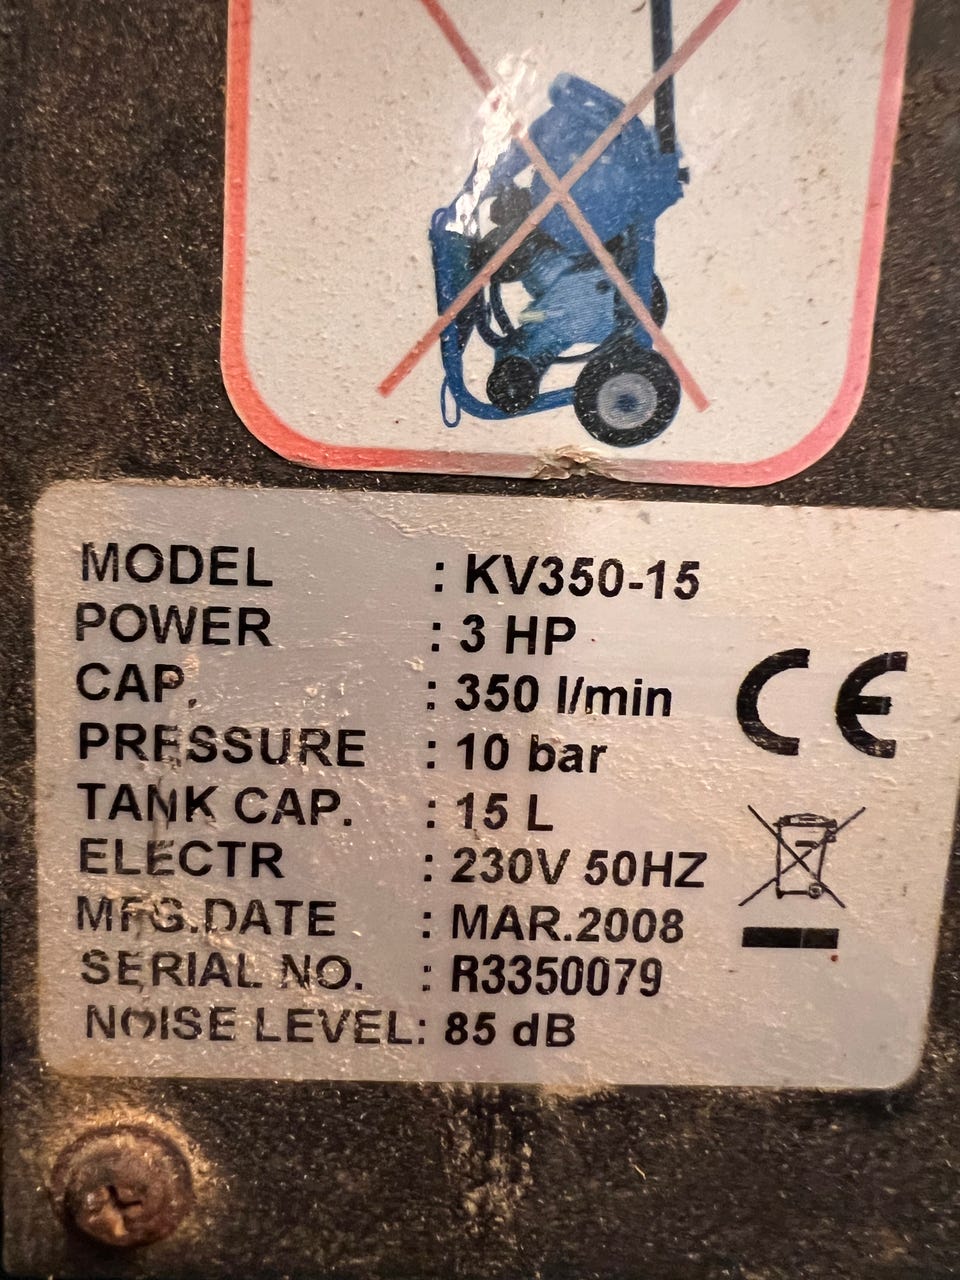 MODEL : KV350-15
POWER : 3 HP
CAP. : 350 l/min
PRESSURE : 10 bar
TANK CAP. : 15 L
ELECTR : 230V 50HZ
MFG.DATE : MAR.2008
SERIAL NO. : R3350079
NOISE LEVEL: 85 dB
CE